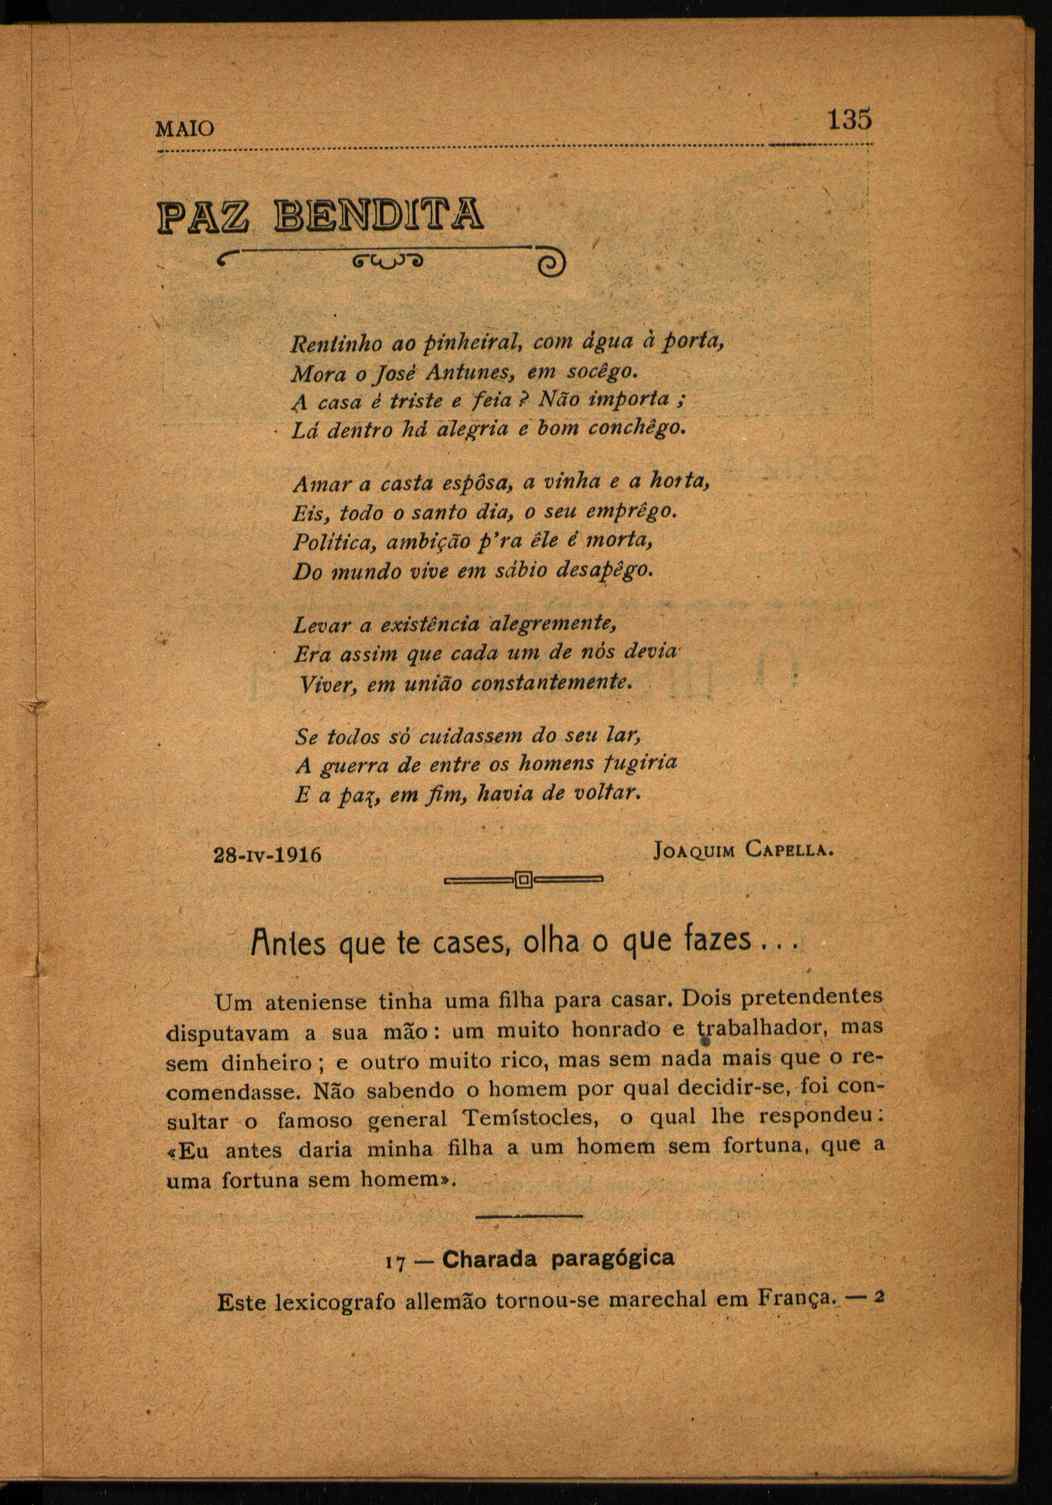 MAIO
135
PAZ BENDITA
Rentinho ao pinheiral, com água à porta,
Mora o José Antunes, em socêgo.
A casa é triste e feia ? Não importa ;
Lá dentro há alegria e bom conchêgo.
Amar a casta espôsa, a vinha e a horta,
Eis, todo o santo dia, o seu emprêgo.
Política, ambição p'ra êle é morta,
Do mundo vive em sábio desapêgo.
Levar a existência alegremente,
Era assim que cada um de nós devia
Viver, em união constantemente.
Se todos só cuidassem do seu lar,
A guerra de entre os homens fugiria
E a paz, em fim, havia de voltar.
28-IV-1916
JOAQUIM CAPELLA.
Antes que te cases, olha o que fazes...
Um ateniense tinha uma filha para casar. Dois pretendentes
disputavam a sua mão : um muito honrado e trabalhador, mas
sem dinheiro ; e outro muito rico, mas sem nada mais que o re-
comendasse. Não sabendo o homem por qual decidir-se, foi con-
sultar o famoso general Temístocles, o qual lhe respondeu :
«Eu antes daria minha filha a um homem sem fortuna, que a
uma fortuna sem homem».
17 — Charada paragógica
Este lexicografo allemão tornou-se marechal em França. — 2